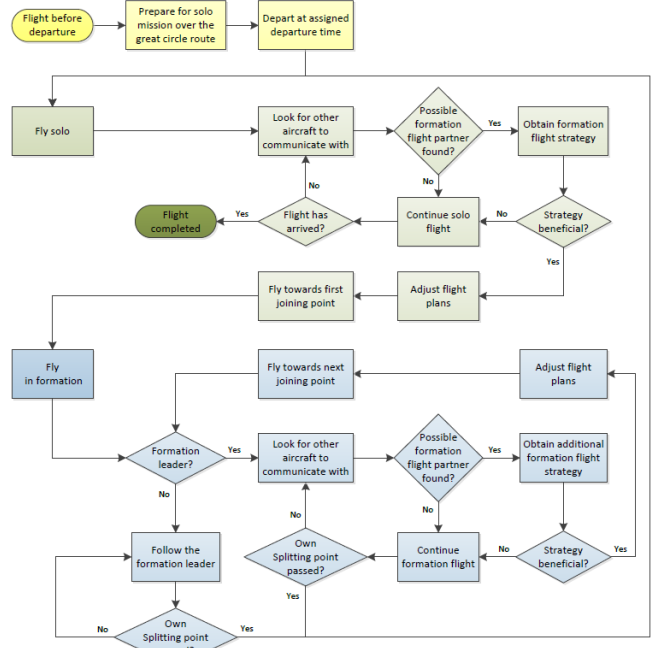 Flight before
departure
Prepare for solo
mission over the
great circle route
Depart at assigned
departure time
Fly solo
Look for other
aircraft to
communicate with
Possible
formation
flight partner
found?
Yes
Obtain formation
flight strategy
No
No
Flight
completed
Yes
Flight has
arrived?
Continue solo
flight
No
Strategy
beneficial?
Yes
Fly towards first
joining point
Adjust flight
plans
Fly
in formation
Fly towards next
joining point
Adjust flight
plans
Formation
leader?
Yes
Look for other
aircraft to
communicate with
Possible
formation
flight partner
found?
Yes
Obtain additional
formation flight
strategy
No
No
No
Follow the
formation leader
Own
Splitting point
passed?
Continue
formation flight
No
Strategy
beneficial?
Yes
Yes
No
Own
Splitting point
Yes